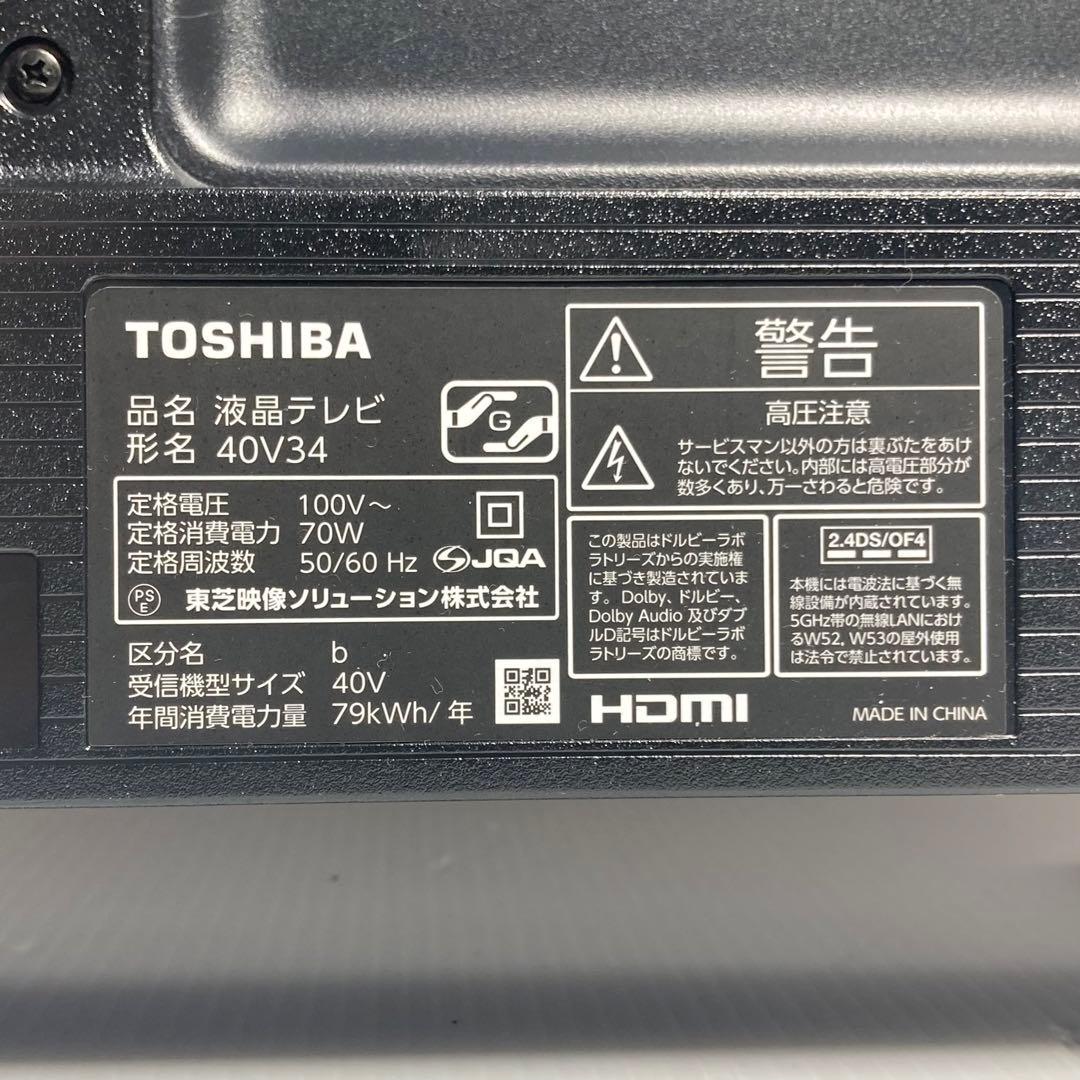 TOSHIBA
品名 液晶テレビ
形名 40V34
G
定格電圧 100V~
定格消費電力 70W
定格周波数 50/60 Hz
JQA
PS
E
東芝映像ソリューション株式会社
区分名 b
受信機型サイズ 40V
年間消費電力量 79kWh/年
警告
高圧注意
サービスマン以外の方は裏ぶたをあけ
ないでください。内部には高電圧部分が
数多くあり、万一さわると危険です。
この製品はドルビーラボ
ラトリーズからの実施権
に基づき製造されていま
す。Dolby、ドルビー、
Dolby Audio 及びダブ
ルD記号はドルビーラボ
ラトリーズの商標です。
2.4DS/OF4
本機には電波法に基づく無
線設備が内蔵されています。
5GHz帯の無線LANにおけ
るW52、W53の屋外使用
は法令で禁止されています。
HDMI
MADE IN CHINA